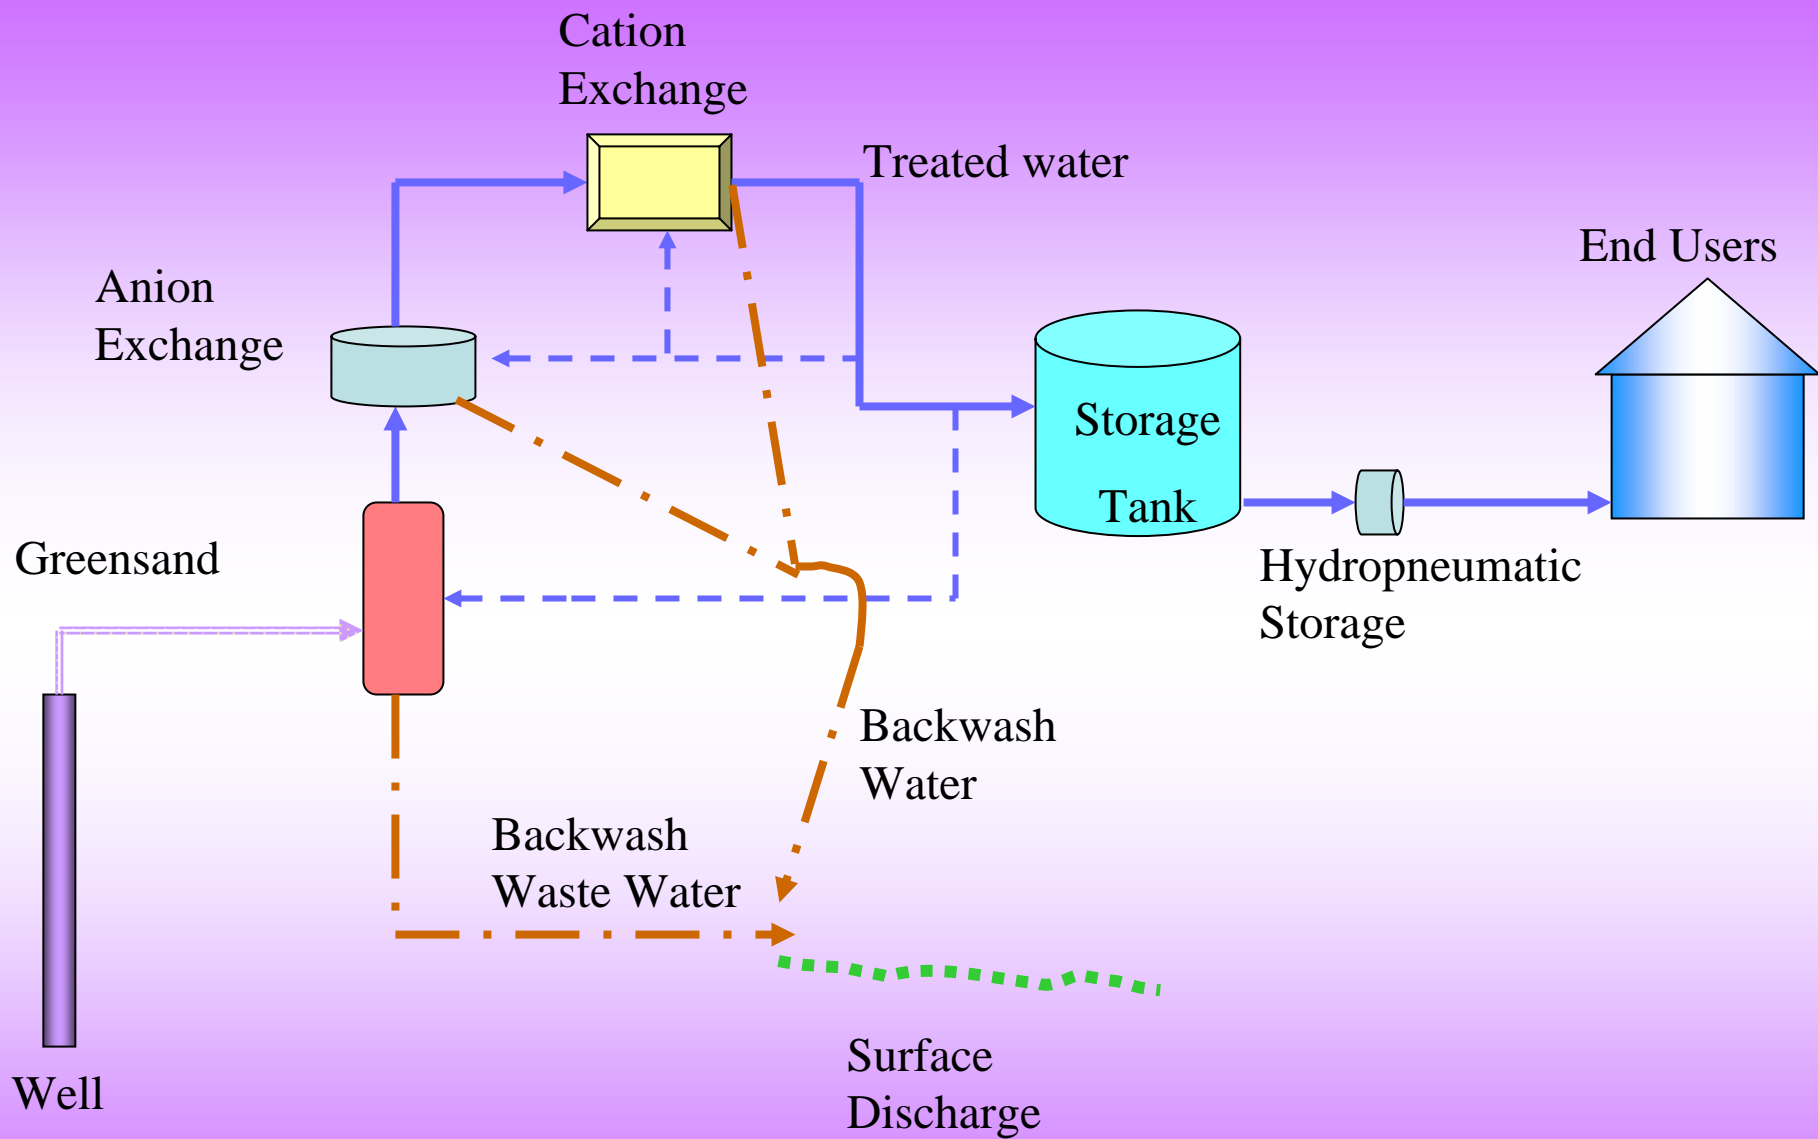 Cation
Exchange
Treated water
End Users
Anion
Exchange
Storage
Tank
Greensand
Hydropneumatic
Storage
Backwash
Water
Backwash
Waste Water
Surface
Discharge
Well